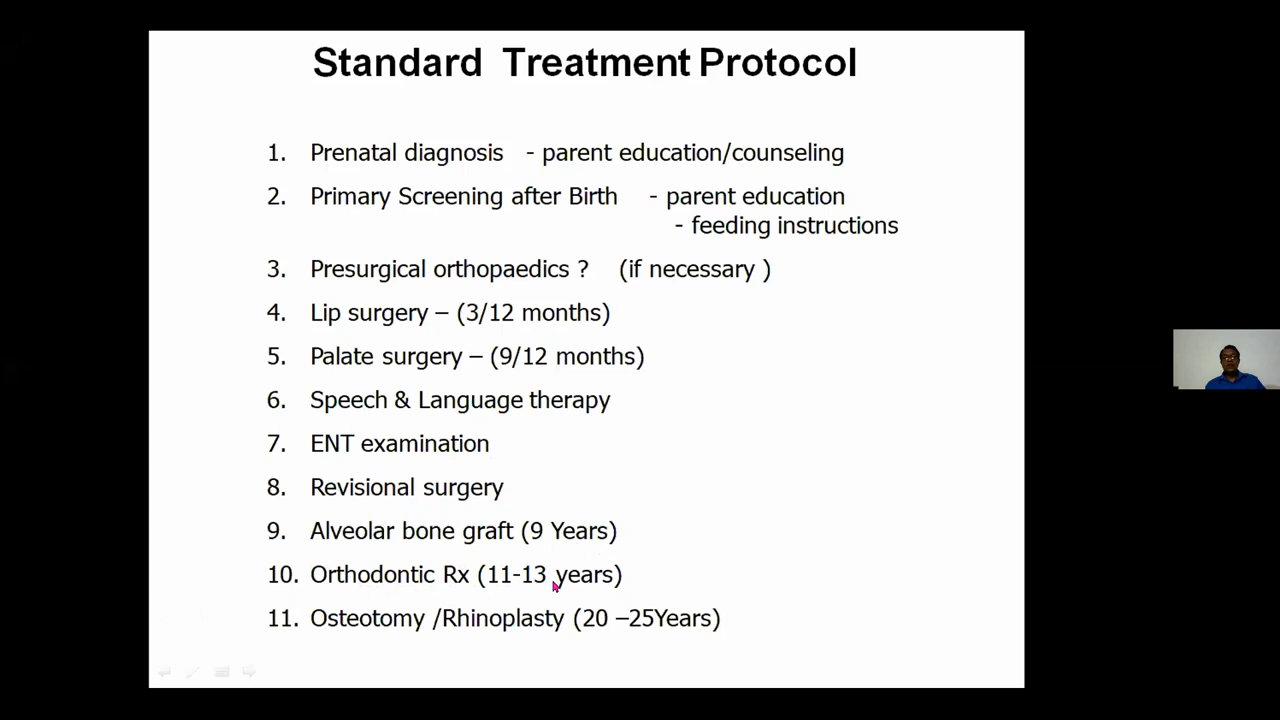 Standard Treatment Protocol
1. Prenatal diagnosis - parent education/counseling
2. Primary Screening after Birth - parent education
- feeding instructions
3. Presurgical orthopaedics ? (if necessary )
4. Lip surgery – (3/12 months)
5. Palate surgery – (9/12 months)
6. Speech & Language therapy
7. ENT examination
8. Revisional surgery
9. Alveolar bone graft (9 Years)
10. Orthodontic Rx (11-13 years)
11. Osteotomy /Rhinoplasty (20 –25Years)